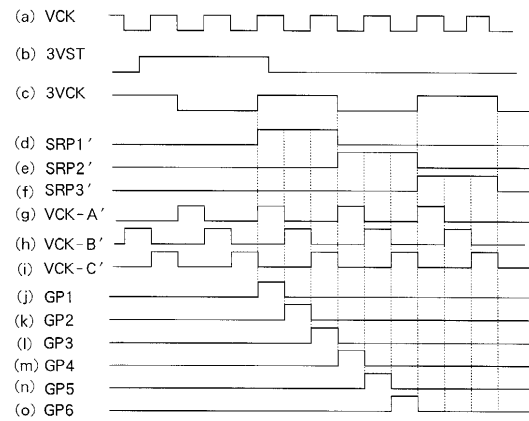 (a) VCK
(b) 3VST
(c) 3VCK
(d) SRP1′
(e) SRP2′
(f) SRP3′
(g) VCK-A′
(h) VCK-B′
(i) VCK-C′
(j) GP1
(k) GP2
(l) GP3
(m) GP4
(n) GP5
(o) GP6